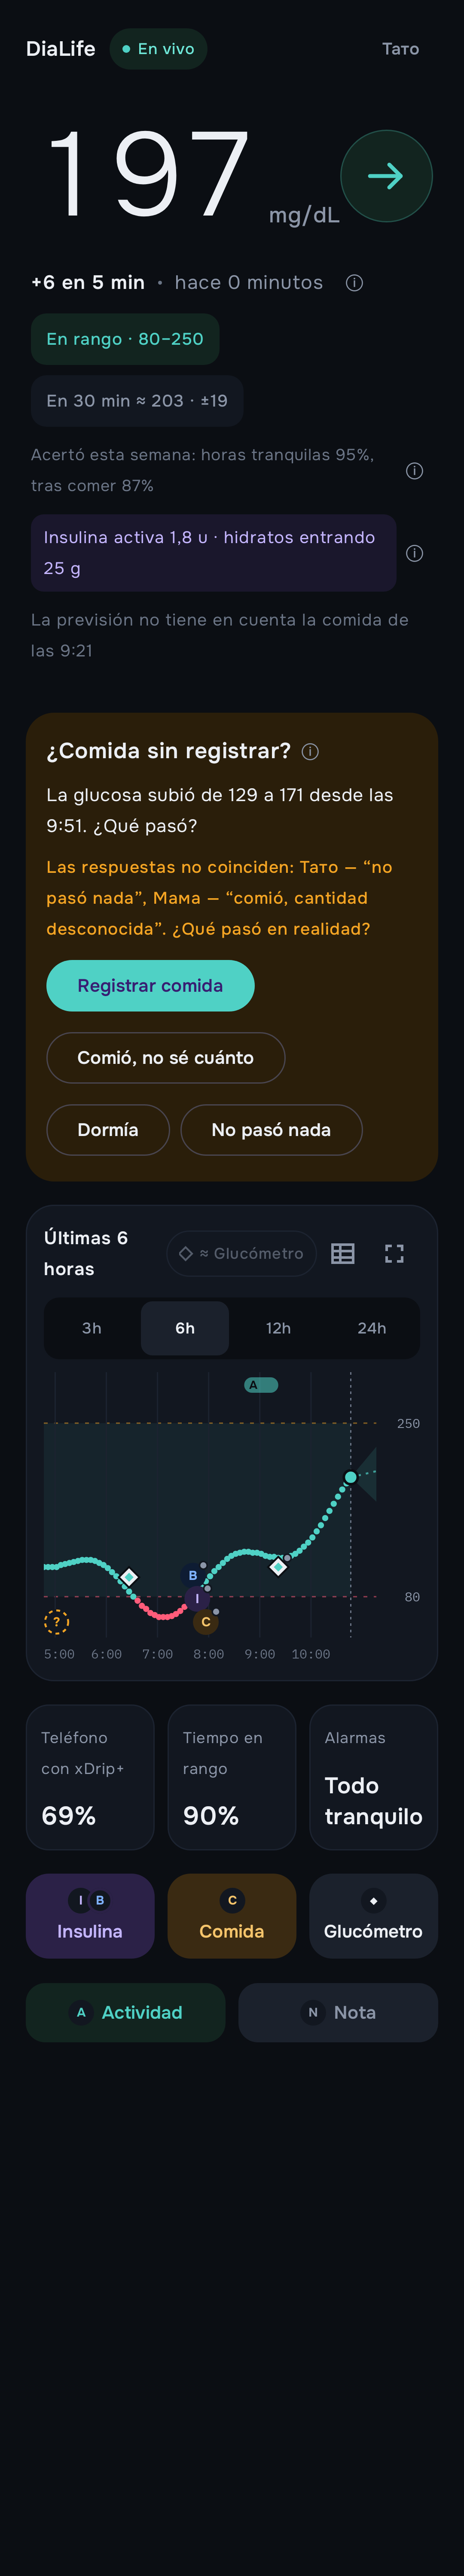 DiaLife
En vivo
Тато
197 mg/dL
+6 en 5 min • hace 0 minutos
En rango · 80–250
En 30 min ≈ 203 · ±19
Acertó esta semana: horas tranquilas 95%,
tras comer 87%
Insulina activa 1,8 u · hidratos entrando
25 g
La previsión no tiene en cuenta la comida de
las 9:21
¿Comida sin registrar?
La glucosa subió de 129 a 171 desde las
9:51. ¿Qué pasó?
Las respuestas no coinciden: Тато — “no
pasó nada”, Мама — “comió, cantidad
desconocida”. ¿Qué pasó en realidad?
Registrar comida
Comió, no sé cuánto
Dormía
No pasó nada
Últimas 6
horas
≈ Glucómetro
3h 6h 12h 24h
A
250
B
I
80
? C
5:00 6:00 7:00 8:00 9:00 10:00
Teléfono
con xDrip+
69%
Tiempo en
rango
90%
Alarmas
Todo
tranquilo
I B
Insulina
C
Comida
Glucómetro
A Actividad
N Nota